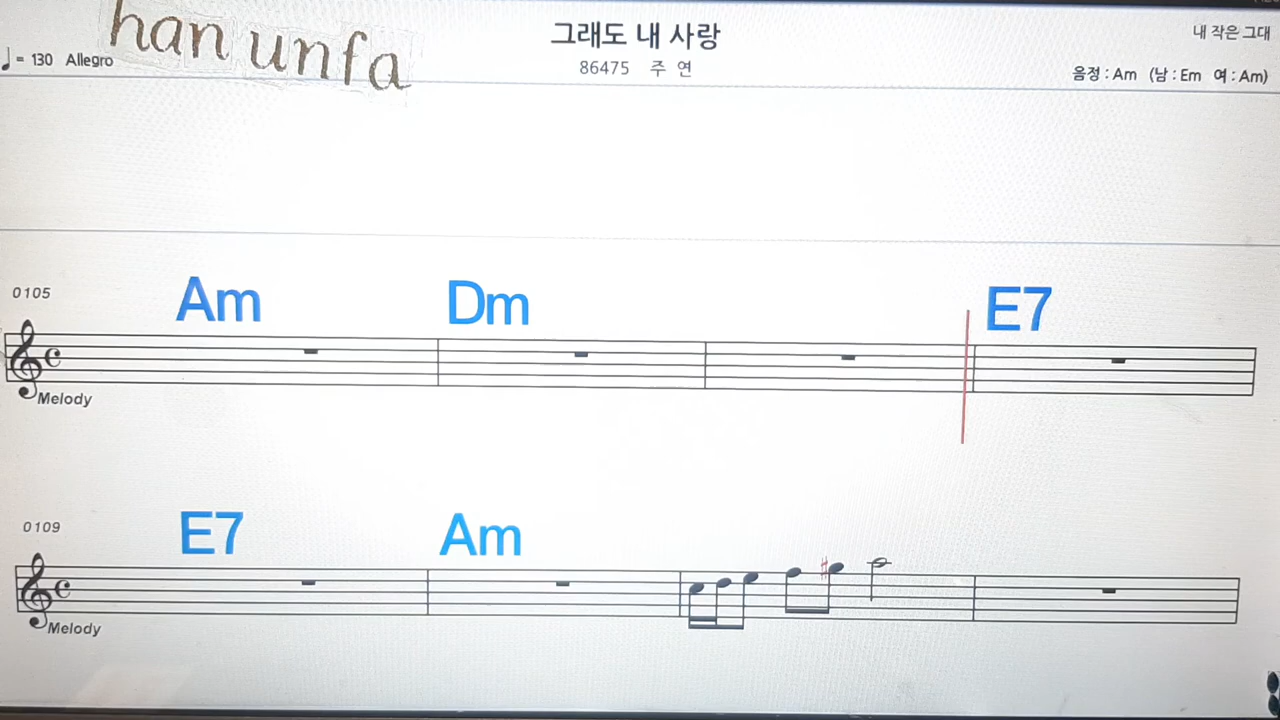 han unfa
그래도 내 사랑
내 작은 그대
♩= 130 Allegro
86475 주 연
음정 : Am (남 : Em 여 : Am)
0105
Am Dm E7
Melody
0109
E7 Am
Melody